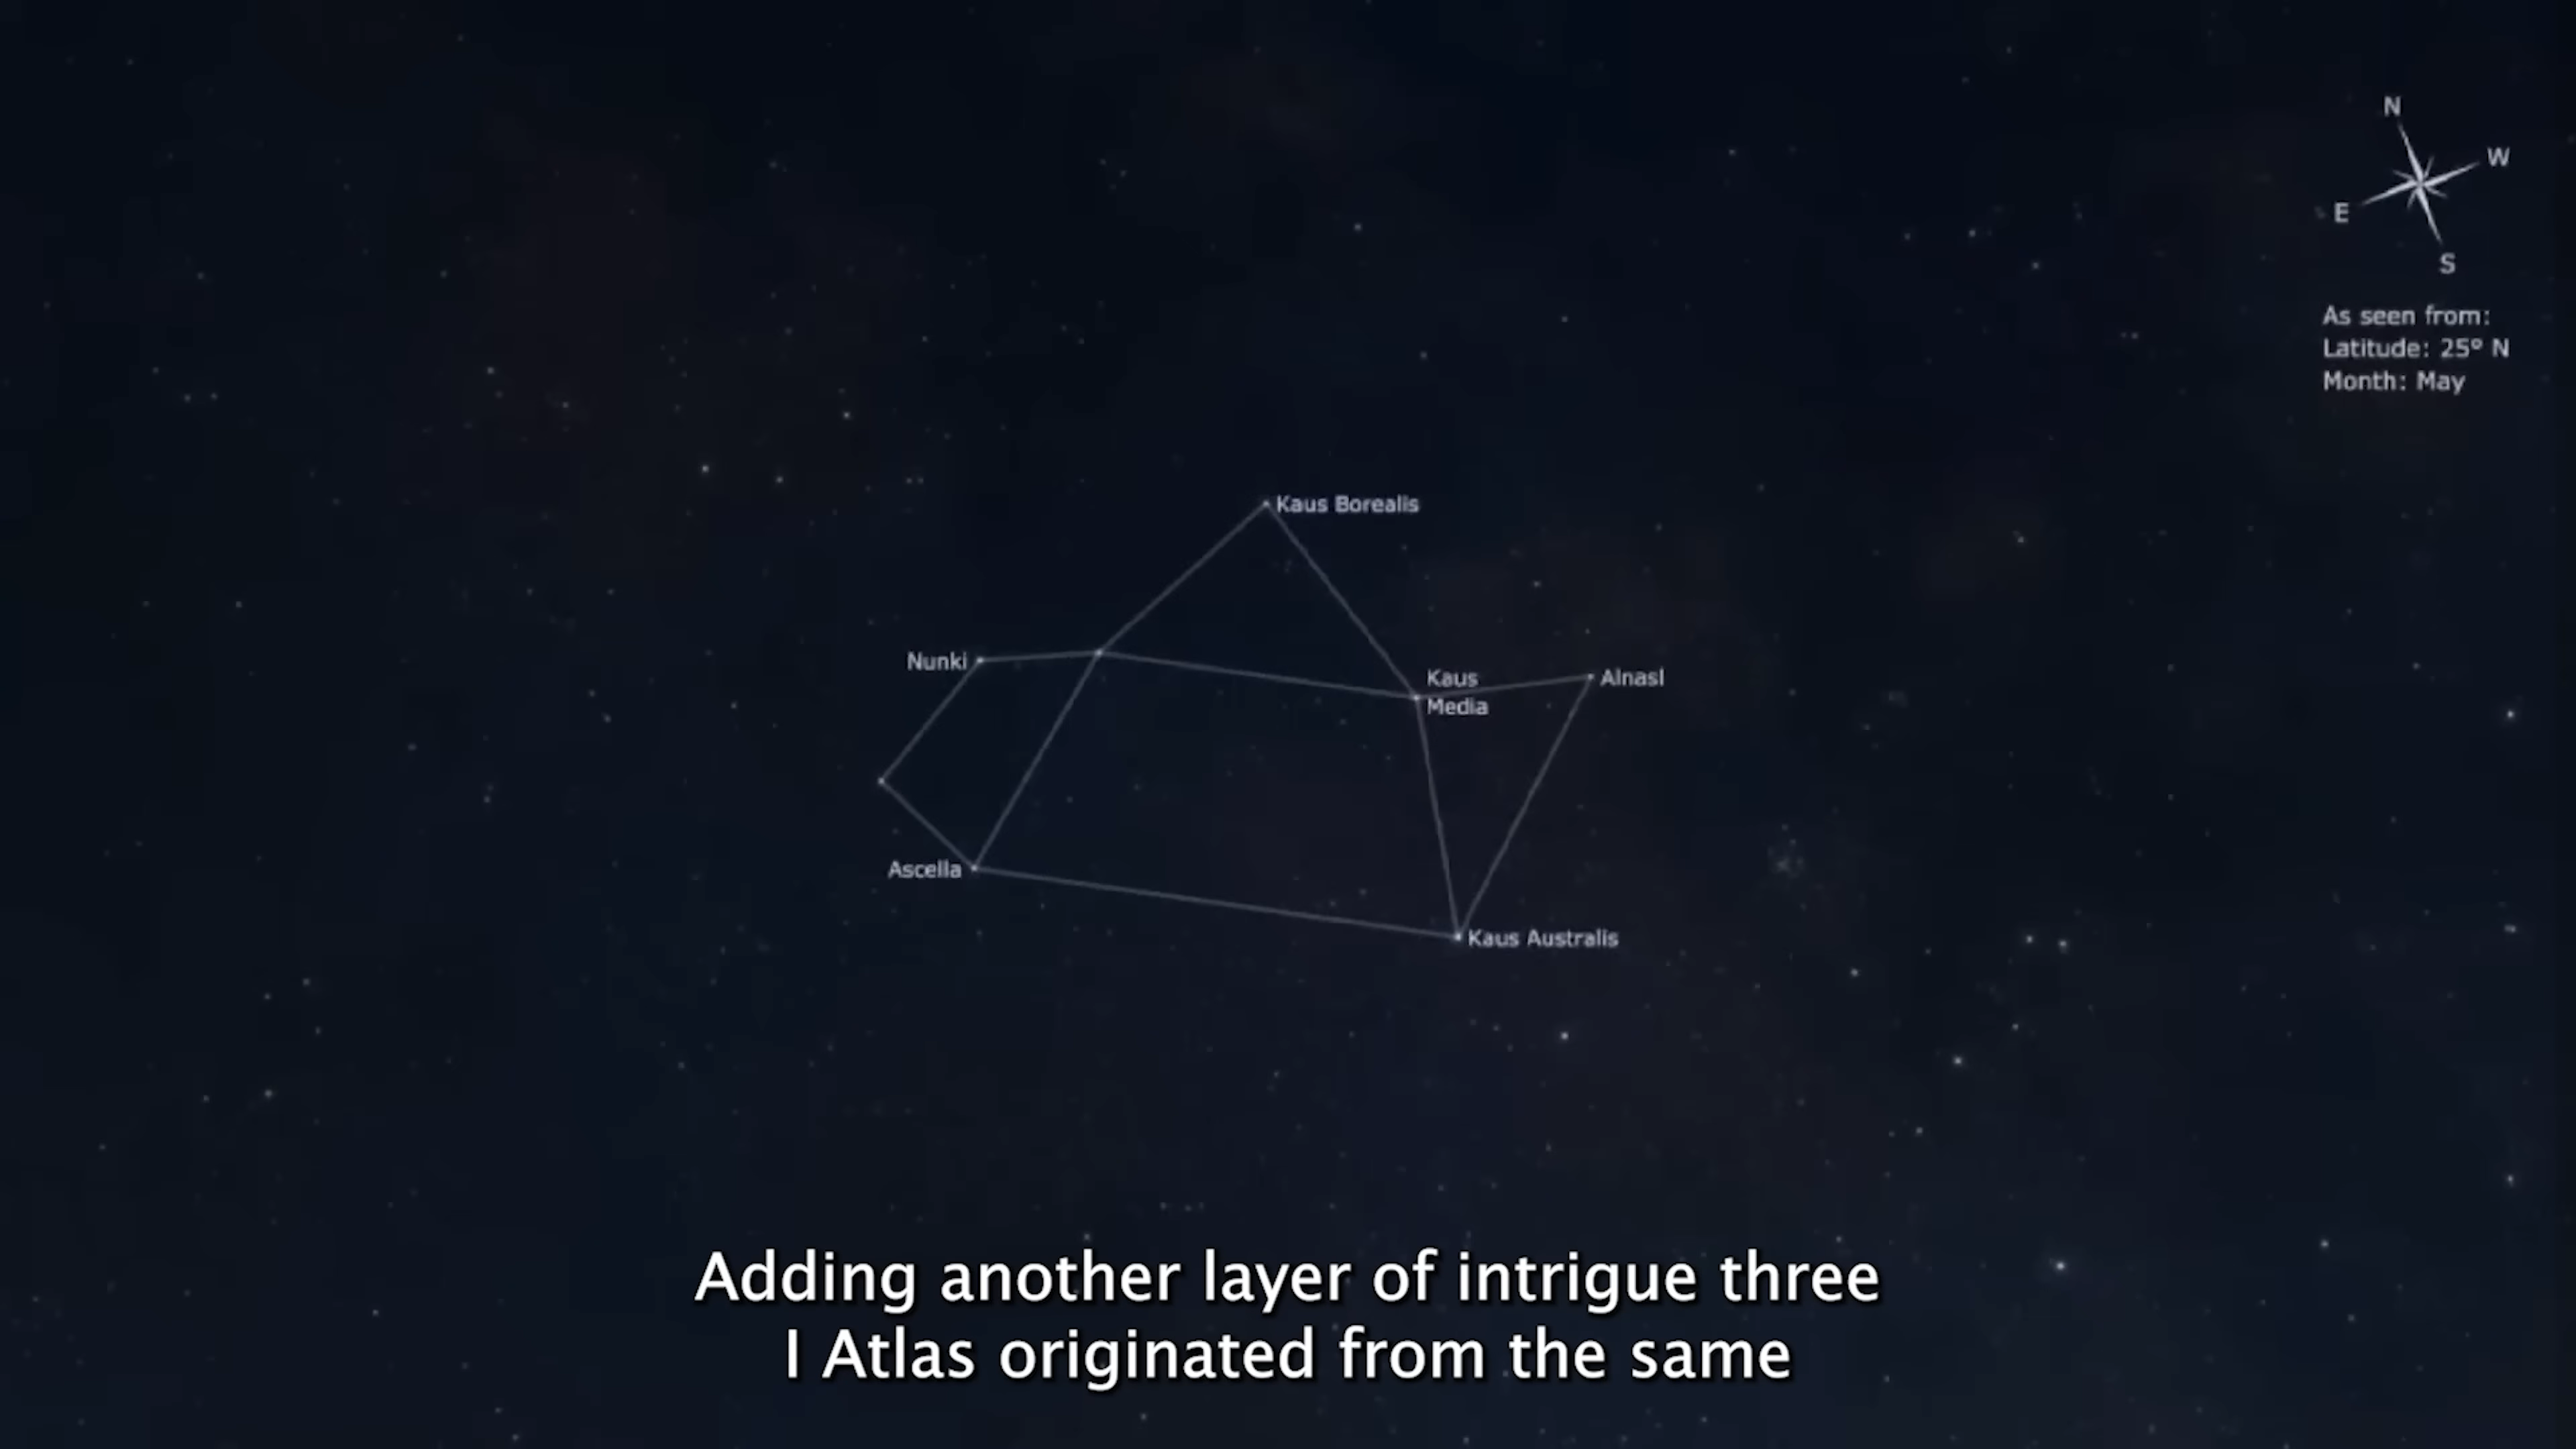 N
W
E
S
As seen from:
Latitude: 25º N
Month: May
Kaus Borealis
Nunki
Kaus
Media
Alnasl
Ascella
Kaus Australis
Adding another layer of intrigue three
I Atlas originated from the same